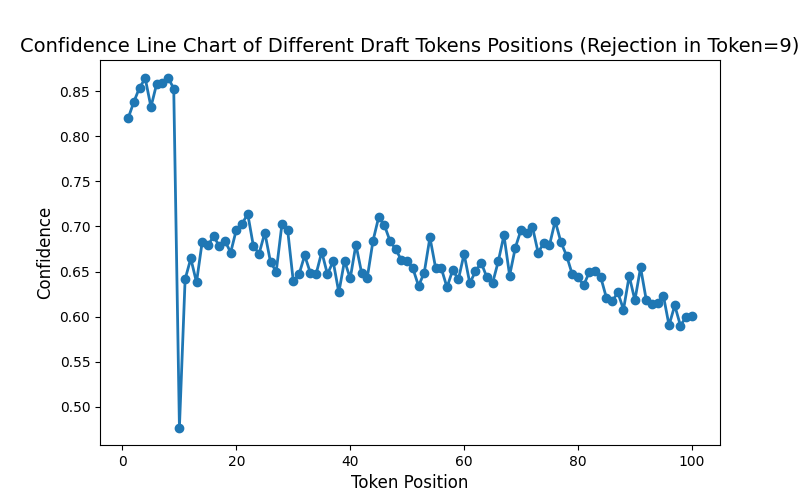 Confidence Line Chart of Different Draft Tokens Positions (Rejection in Token=9)
0.85
0.80
0.75
0.70
0.65
0.60
0.55
0.50
Confidence
0 20 40 60 80 100
Token Position